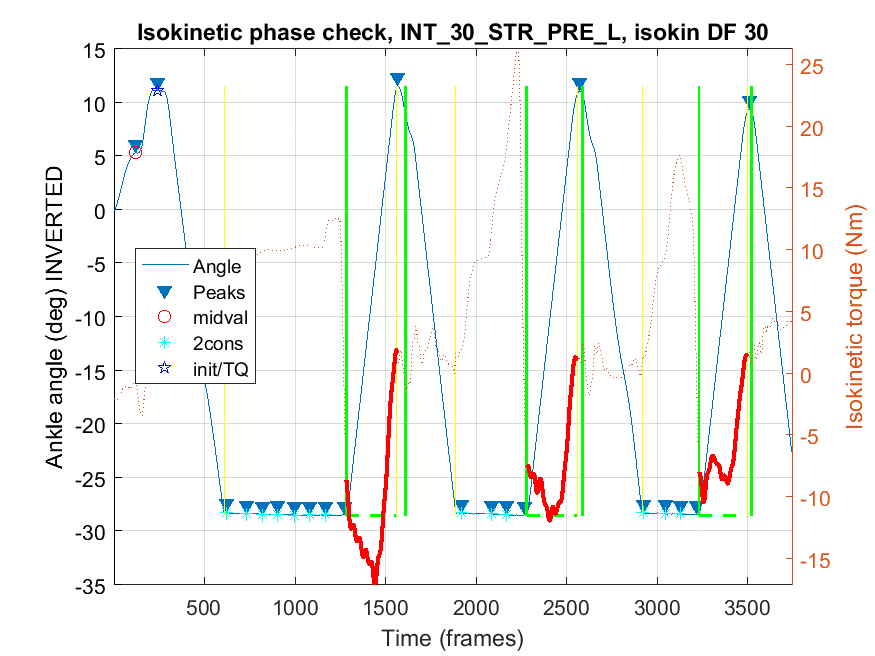 Isokinetic phase check, INT_30_STR_PRE_L, isokin DF 30
Ankle angle (deg) INVERTED
15
10
5
0
-5
-10
-15
-20
-25
-30
-35
Angle
Peaks
midval
2cons
init/TQ
25
20
15
10
5
0
-5
-10
-15
Isokinetic torque (Nm)
500 1000 1500 2000 2500 3000 3500
Time (frames)